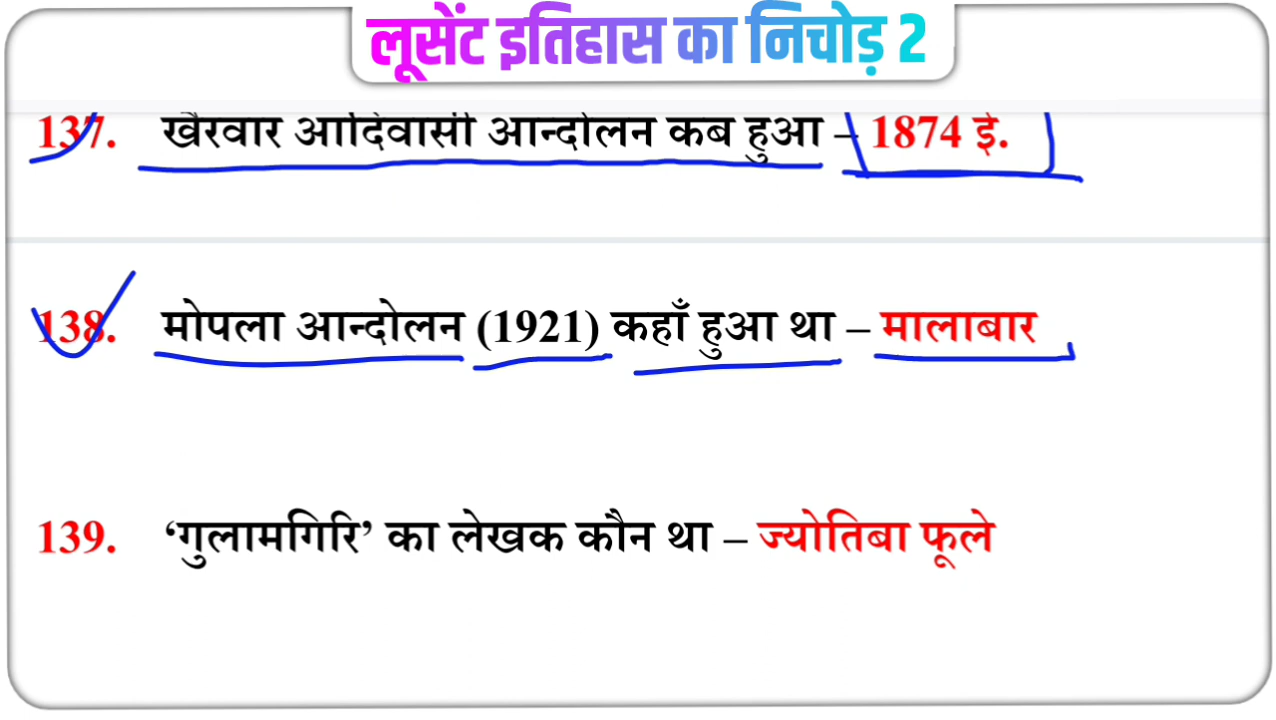 लूसेंट इतिहास का निचोड़ 2
137. खैरवार आदिवासी आन्दोलन कब हुआ – 1874 ई.
138. मोपला आन्दोलन (1921) कहाँ हुआ था – मालाबार
139. ‘गुलामगिरि’ का लेखक कौन था – ज्योतिबा फूले